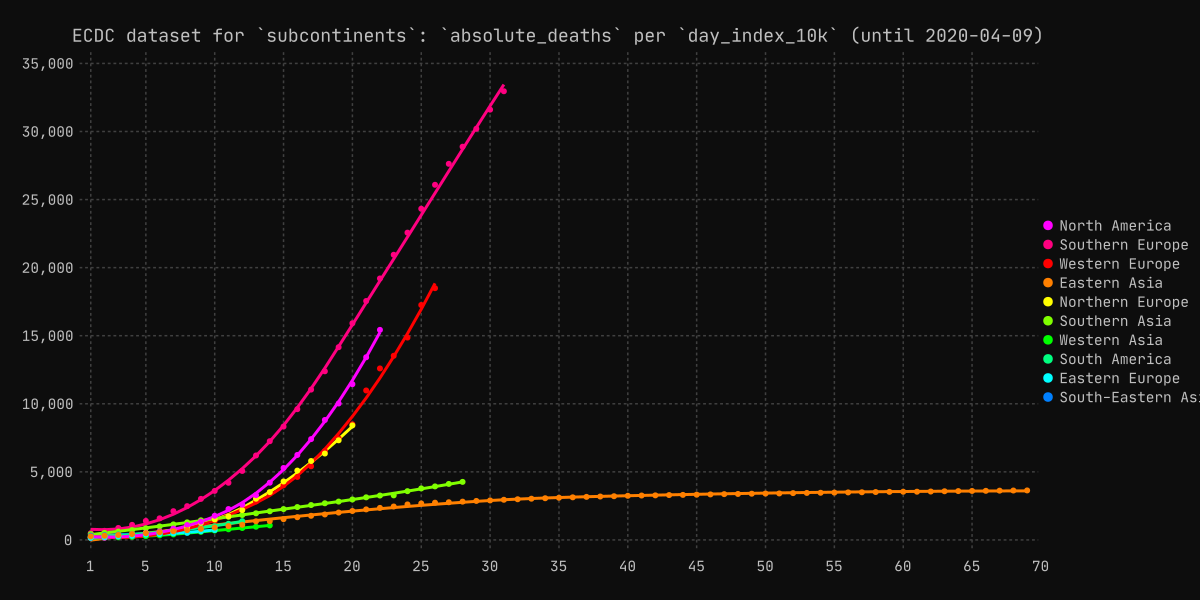 ECDC dataset for `subcontinents`: `absolute_deaths` per `day_index_10k` (until 2020-04-09)
35,000
30,000
25,000
20,000
15,000
10,000
5,000
0
1 5 10 15 20 25 30 35 40 45 50 55 60 65 70
North America
Southern Europe
Western Europe
Eastern Asia
Northern Europe
Southern Asia
Western Asia
South America
Eastern Europe
South-Eastern As